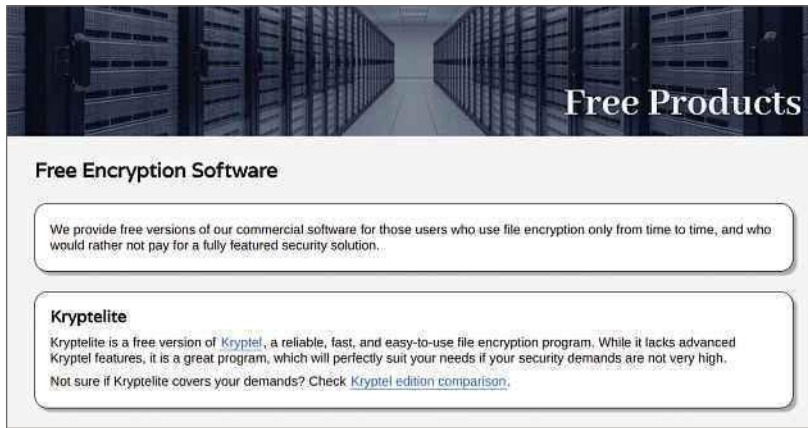 Free Products
Free Encryption Software
We provide free versions of our commercial software for those users who use file encryption only from time to time, and who
would rather not pay for a fully featured security solution.
Kryptelite
Kryptelite is a free version of Kryptel, a reliable, fast, and easy-to-use file encryption program. While it lacks advanced
Kryptel features, it is a great program, which will perfectly suit your needs if your security demands are not very high.
Not sure if Kryptelite covers your demands? Check Kryptel edition comparison.